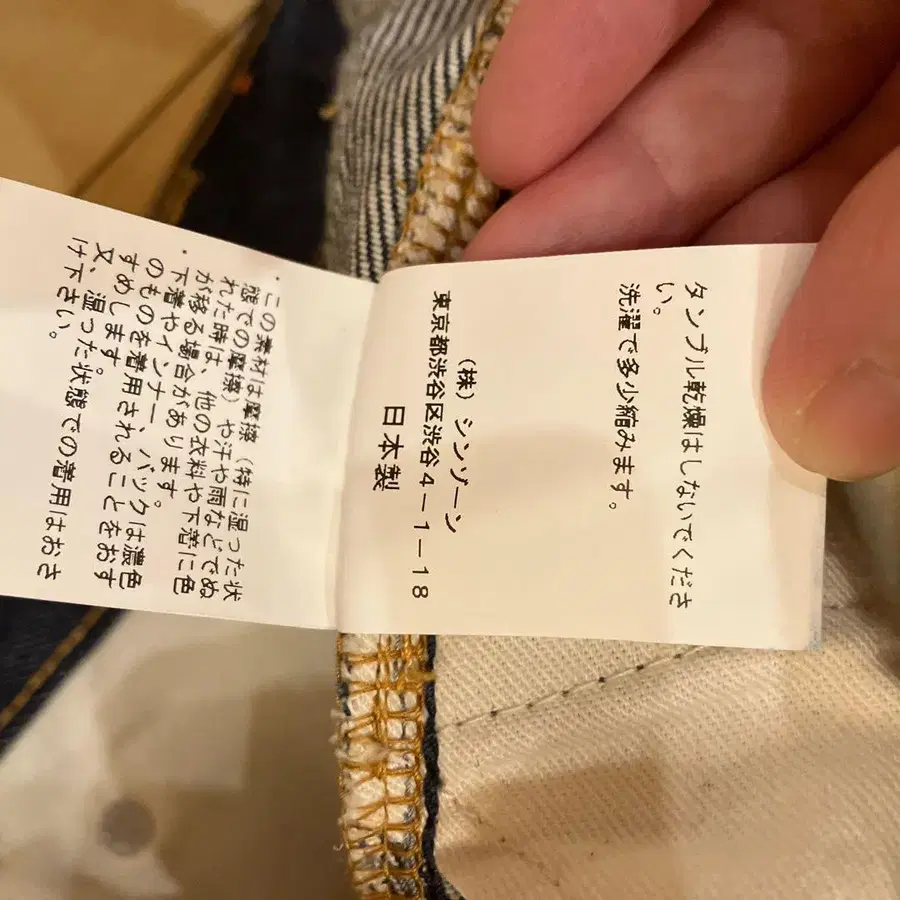 タンブル乾燥はしないでくださ
い。
洗濯で多少縮みます。
(株) シンゾーン
東京都渋谷区渋谷4-1-18
日本製
・この素材は摩擦(特に湿った状
態での摩擦)や汗や雨などでぬ
れた時は、他の衣料や下着に色
が移る場合があります。
下着やインナー、バックは濃色
のものを着用されることをおす
すめします。
又、湿った状態での着用はおさ
け下さい。